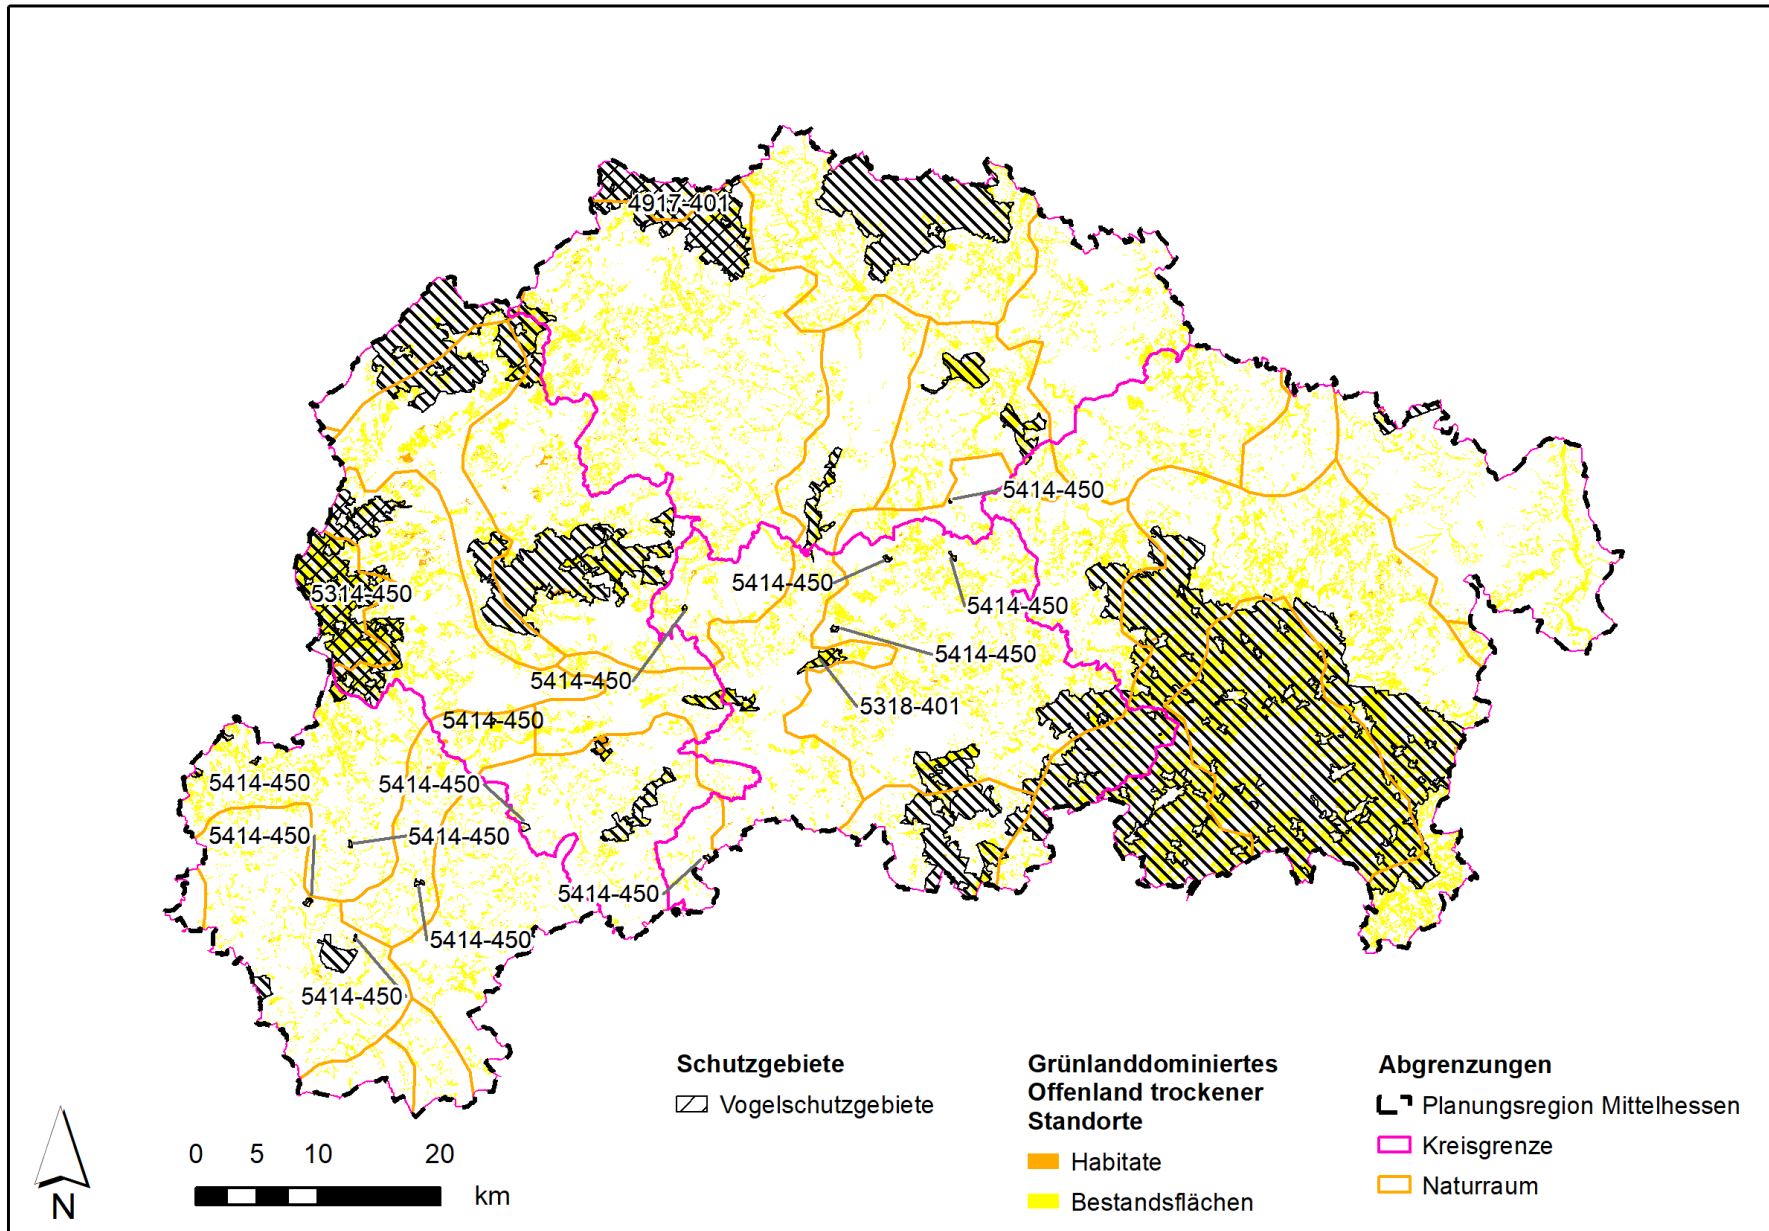 4917-401
5414-450
5414-450
5314-450
5414-450
5414-450
5414-450
5318-401
5414-450
5414-450
5414-450
5414-450
5414-450
5414-450
5414-450
5414-450
Schutzgebiete
Vogelschutzgebiete
Grünlanddominiertes
Offenland trockener
Standorte
Habitate
Bestandsflächen
Abgrenzungen
Planungsregion Mittelhessen
Kreisgrenze
Naturraum
0 5 10 20
km
N